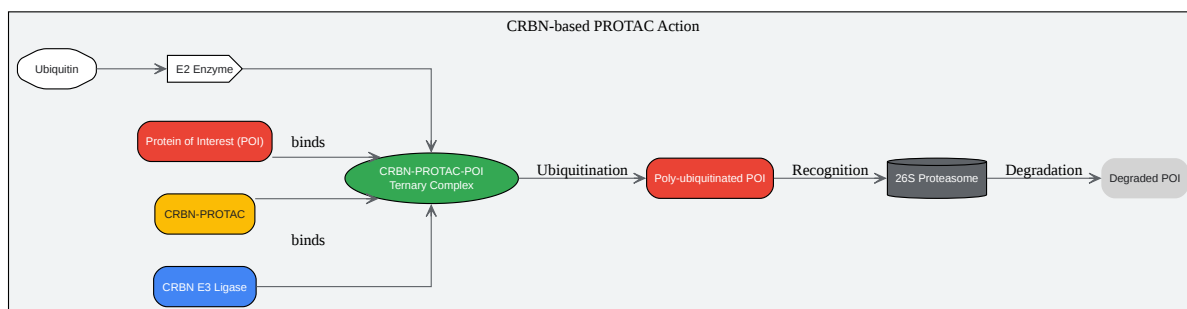 CRBN-based PROTAC Action
Ubiquitin
E2 Enzyme
Protein of Interest (POI)
binds
CRBN-PROTAC-POI
Ternary Complex
Ubiquitination
Poly-ubiquitinated POI
Recognition
26S Proteasome
Degradation
Degraded POI
CRBN-PROTAC
binds
CRBN E3 Ligase